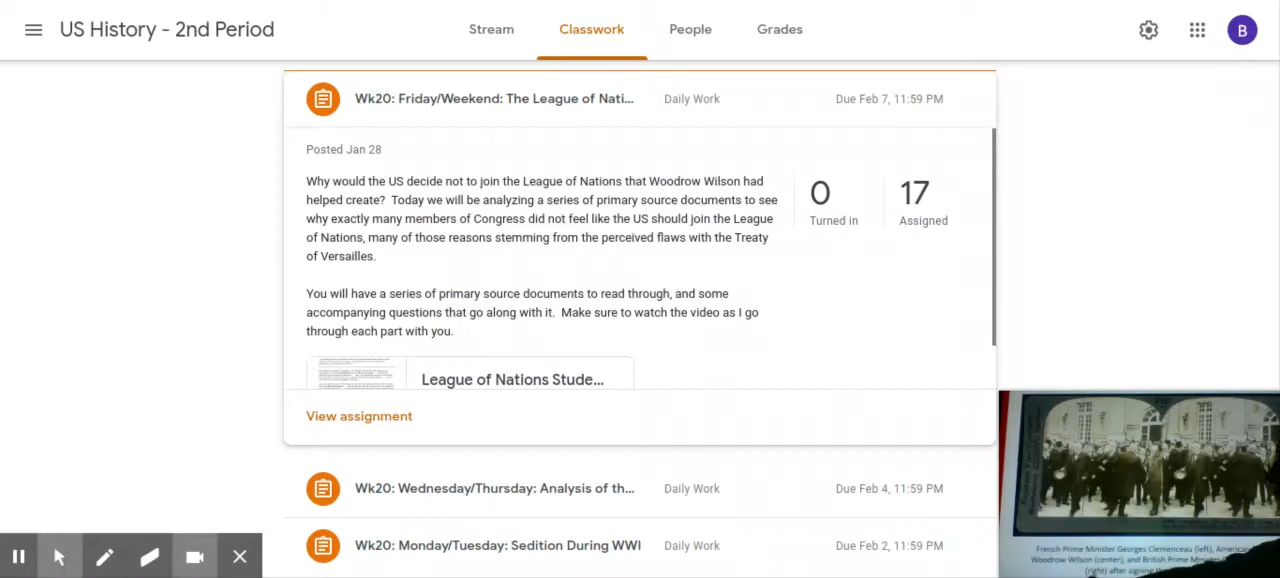 US History - 2nd Period
Stream
Classwork
People
Grades
B
Wk20: Friday/Weekend: The League of Nati...
Daily Work
Due Feb 7, 11:59 PM
Posted Jan 28
Why would the US decide not to join the League of Nations that Woodrow Wilson had
helped create? Today we will be analyzing a series of primary source documents to see
why exactly many members of Congress did not feel like the US should join the League
of Nations, many of those reasons stemming from the perceived flaws with the Treaty
of Versailles.
You will have a series of primary source documents to read through, and some
accompanying questions that go along with it. Make sure to watch the video as I go
through each part with you.
0
Turned in
17
Assigned
League of Nations Stude...
View assignment
Wk20: Wednesday/Thursday: Analysis of th...
Daily Work
Due Feb 4, 11:59 PM
Wk20: Monday/Tuesday: Sedition During WWI
Daily Work
Due Feb 2, 11:59 PM
French Prime Minister Georges Clemenceau (left), American
Woodrow Wilson (center), and British Prime Minister
(right) after signing